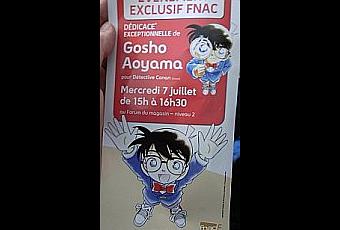 ÉVÉNEMENT
EXCLUSIF FNAC
DÉDICACE
EXCEPTIONNELLE de
Gosho
Aoyama
pour Détective Conan
Mercredi 7 juillet
de 15h à 16h30
au Forum du magasin - niveau 2